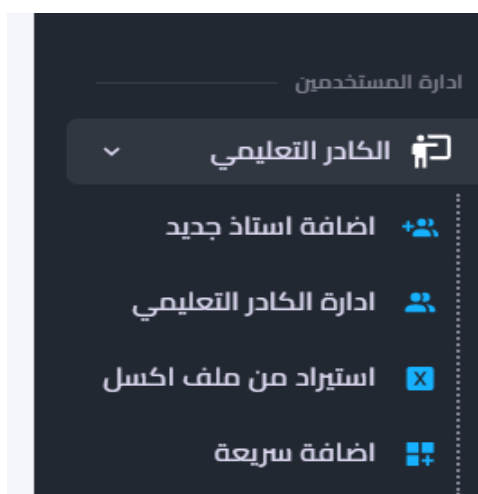 ادارة المستخدمين
الكادر التعليمي
اضافة استاذ جديد
ادارة الكادر التعليمي
استيراد من ملف اكسل
اضافة سريعة